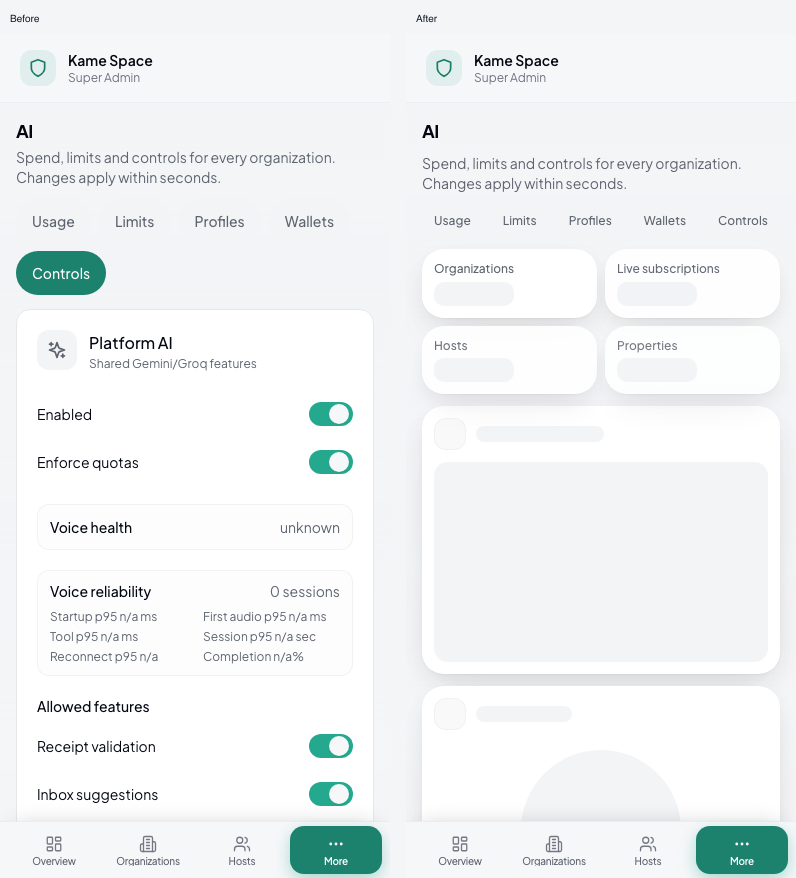 Before
Kame Space
Super Admin
AI
Spend, limits and controls for every organization.
Changes apply within seconds.
Usage Limits Profiles Wallets
Controls
Platform AI
Shared Gemini/Groq features
Enabled
Enforce quotas
Voice health unknown
Voice reliability 0 sessions
Startup p95 n/a ms First audio p95 n/a ms
Tool p95 n/a ms Session p95 n/a sec
Reconnect p95 n/a Completion n/a%
Allowed features
Receipt validation
Inbox suggestions
Overview Organizations Hosts More
After
Kame Space
Super Admin
AI
Spend, limits and controls for every organization.
Changes apply within seconds.
Usage Limits Profiles Wallets Controls
Organizations Live subscriptions
Hosts Properties
Overview Organizations Hosts More